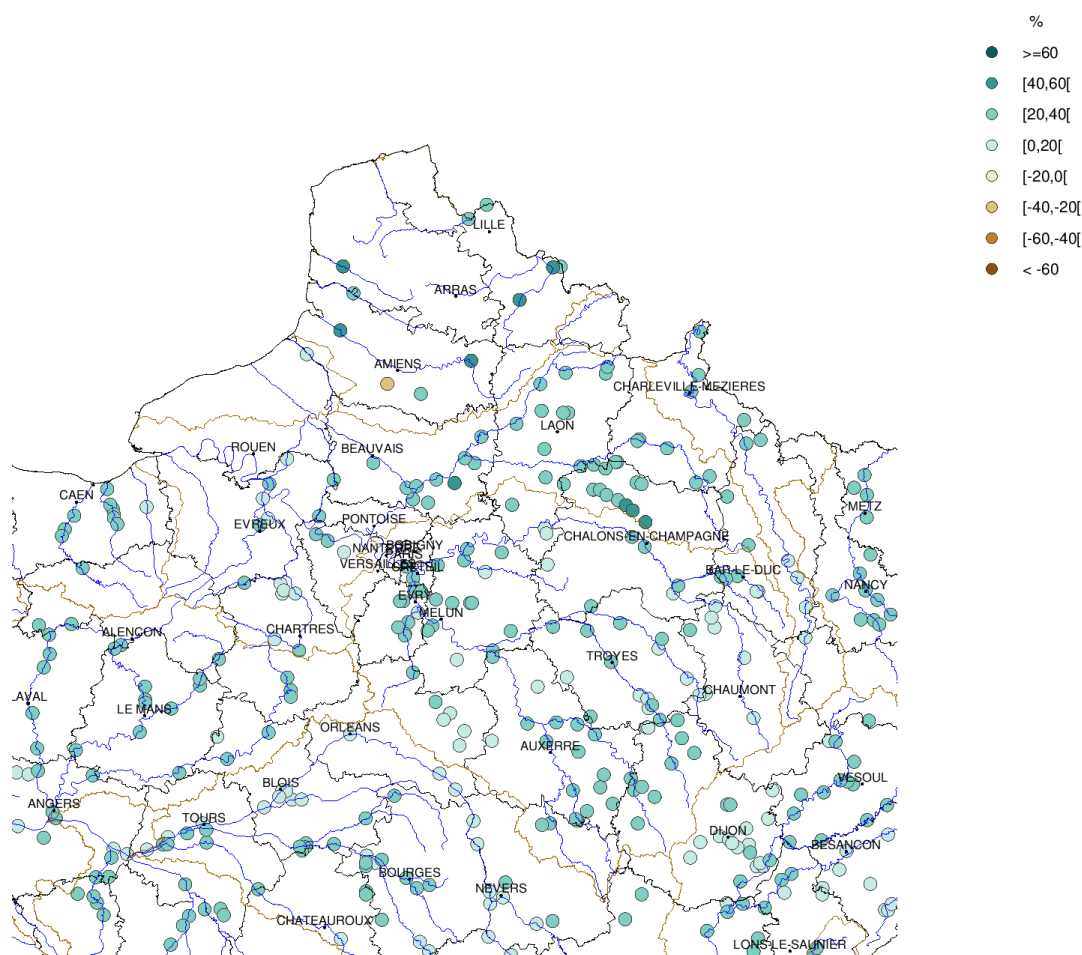 %
>=60
[40,60[
[20,40[
[0,20[
[-20,0[
[-40,-20[
[-60,-40[
< -60
LILLE
ARRAS
AMIENS
CHARLEVILLE-MEZIERES
LAON
ROUEN
BEAUVAIS
CAEN
METZ
PONTOISE
EVREUX
CHALONS-EN-CHAMPAGNE
BOBIGNY
NANTERRE
PARIS
VERSAILLES
CRETEIL
BAR-LE-DUC
NANCY
EVRY
MELUN
CHARTRES
ALENCON
TROYES
CHAUMONT
LAVAL
LE MANS
ORLEANS
AUXERRE
VESOUL
BLOIS
ANGERS
TOURS
DIJON
BESANCON
BOURGES
NEVERS
CHATEAUROUX
LONS-LE-SAUNIER